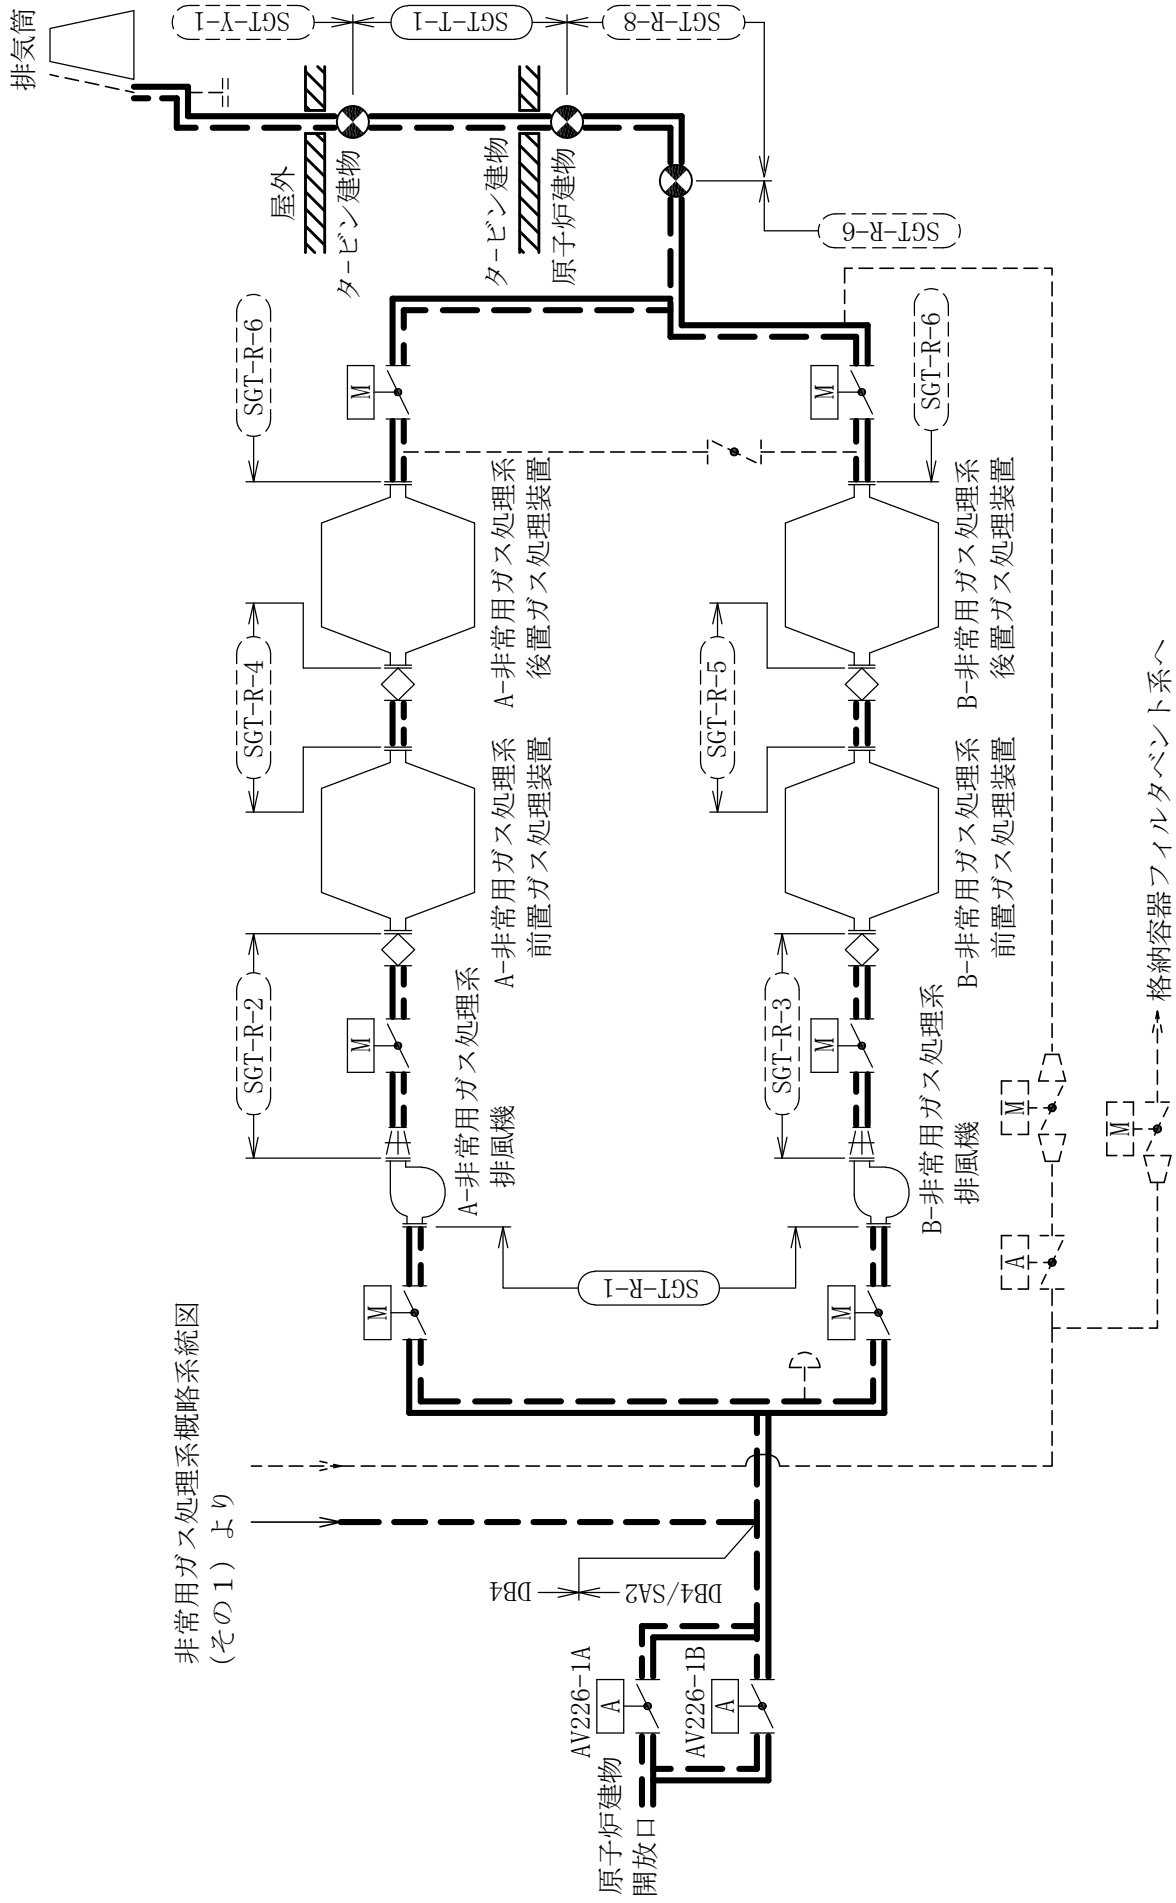 非常用ガス処理系概略系統図
(その1) より
原子炉建物
開放口
AV226-1A
A
AV226-1B
A
DB4
DB4/SA2
M
M
SGT-R-1
A-非常用ガス処理系
排風機
B-非常用ガス処理系
排風機
SGT-R-2
M
SGT-R-3
M
A-非常用ガス処理系
前置ガス処理装置
B-非常用ガス処理系
前置ガス処理装置
SGT-R-4
SGT-R-5
A-非常用ガス処理系
後置ガス処理装置
B-非常用ガス処理系
後置ガス処理装置
SGT-R-6
M
M
SGT-R-6
SGT-R-6
A
M
M
格納容器フィルタベント系へ
原子炉建物
タービン建物
タービン建物
屋外
排気筒
SGT-Y-1
SGT-T-1
SGT-R-8